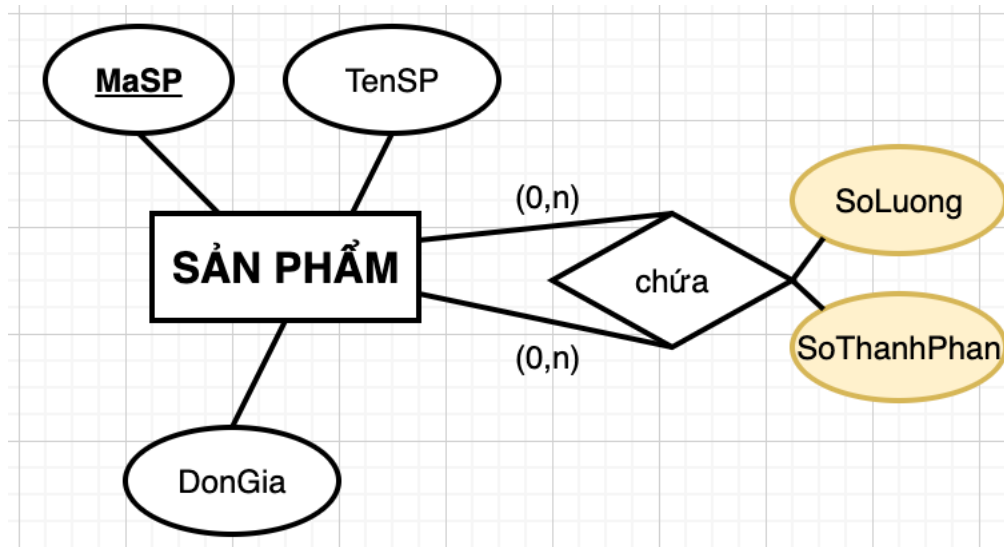 MaSP
TenSP
(0,n)
SoLuong
SẢN PHẨM
chứa
SoThanhPhan
(0,n)
DonGia